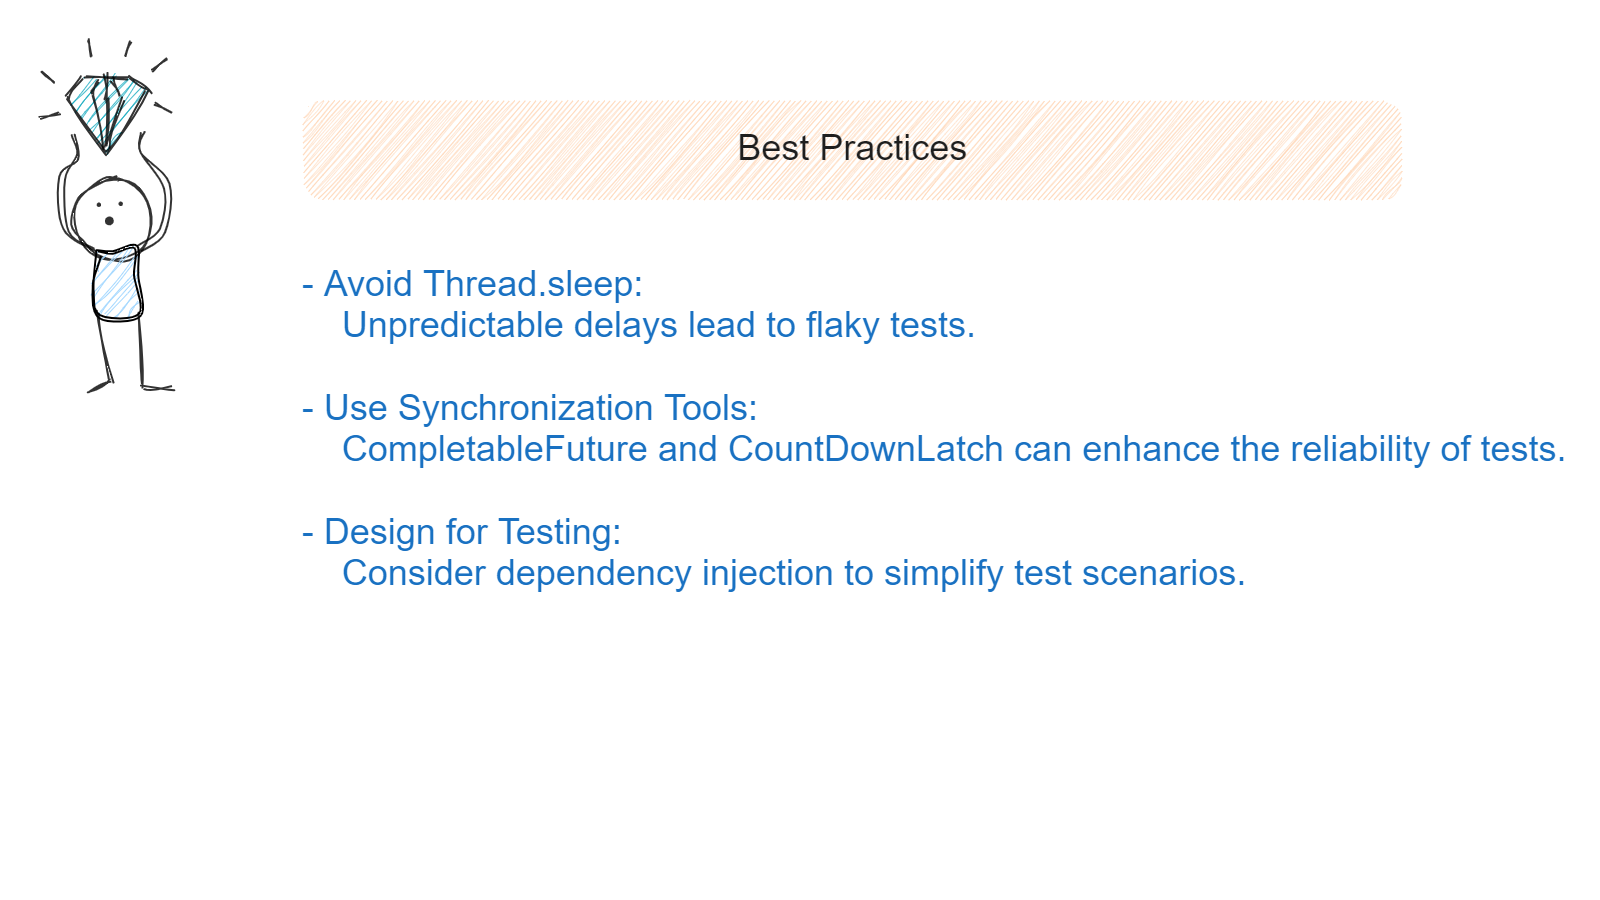 Best Practices
- Avoid Thread.sleep:
Unpredictable delays lead to flaky tests.
- Use Synchronization Tools:
CompletableFuture and CountDownLatch can enhance the reliability of tests.
- Design for Testing:
Consider dependency injection to simplify test scenarios.